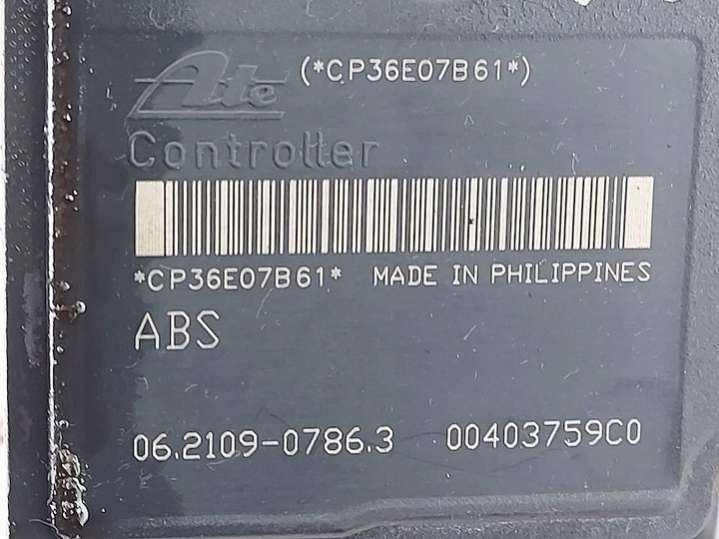 Ate (*CP36E07B61*)
Controller
*CP36E07B61* MADE IN PHILIPPINES
ABS
06.2109-0786.3 00403759C0